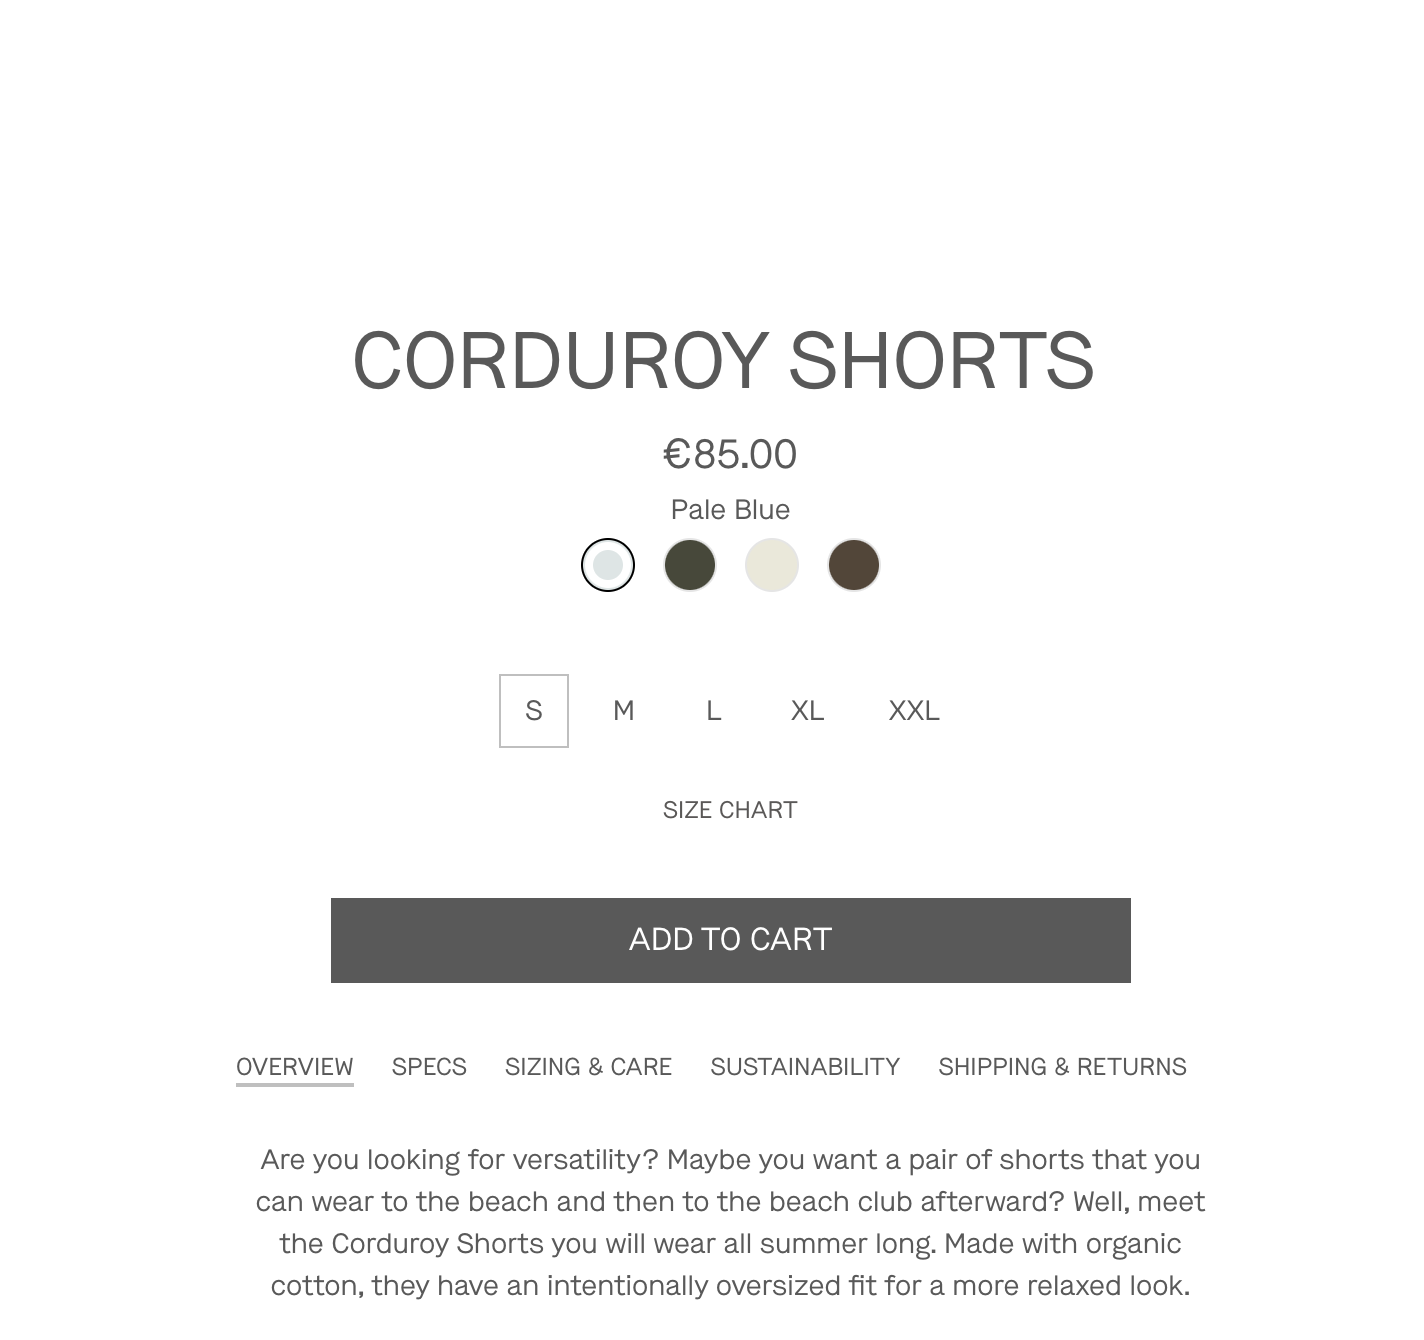 CORDUROY SHORTS
€85.00
Pale Blue
S M L XL XXL
SIZE CHART
ADD TO CART
OVERVIEW SPECS SIZING & CARE SUSTAINABILITY SHIPPING & RETURNS
Are you looking for versatility? Maybe you want a pair of shorts that you
can wear to the beach and then to the beach club afterward? Well, meet
the Corduroy Shorts you will wear all summer long. Made with organic
cotton, they have an intentionally oversized fit for a more relaxed look.